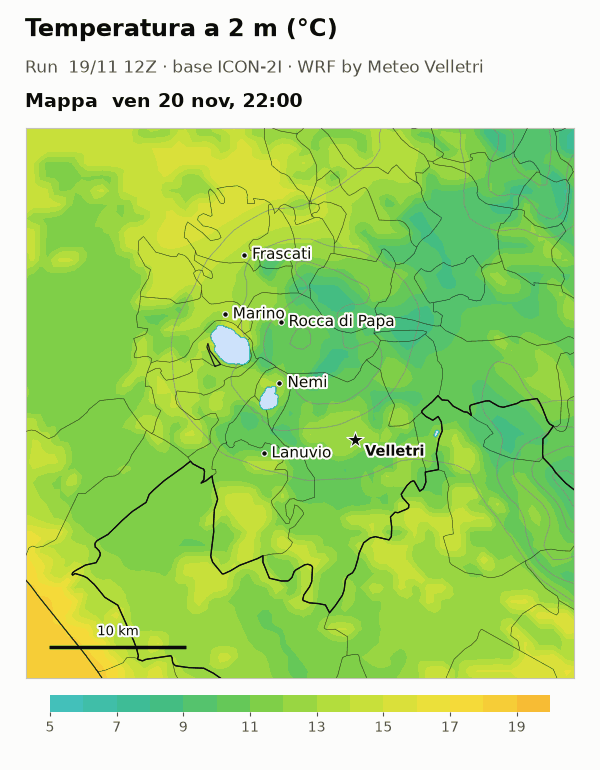 Temperatura a 2 m (°C)
Run  19/11 12Z · base ICON-2I · WRF by Meteo Velletri
Mappa  ven 20 nov, 22:00
Frascati
Marino
Rocca di Papa
Nemi
Velletri
Lanuvio
10 km
5 7 9 11 13 15 17 19